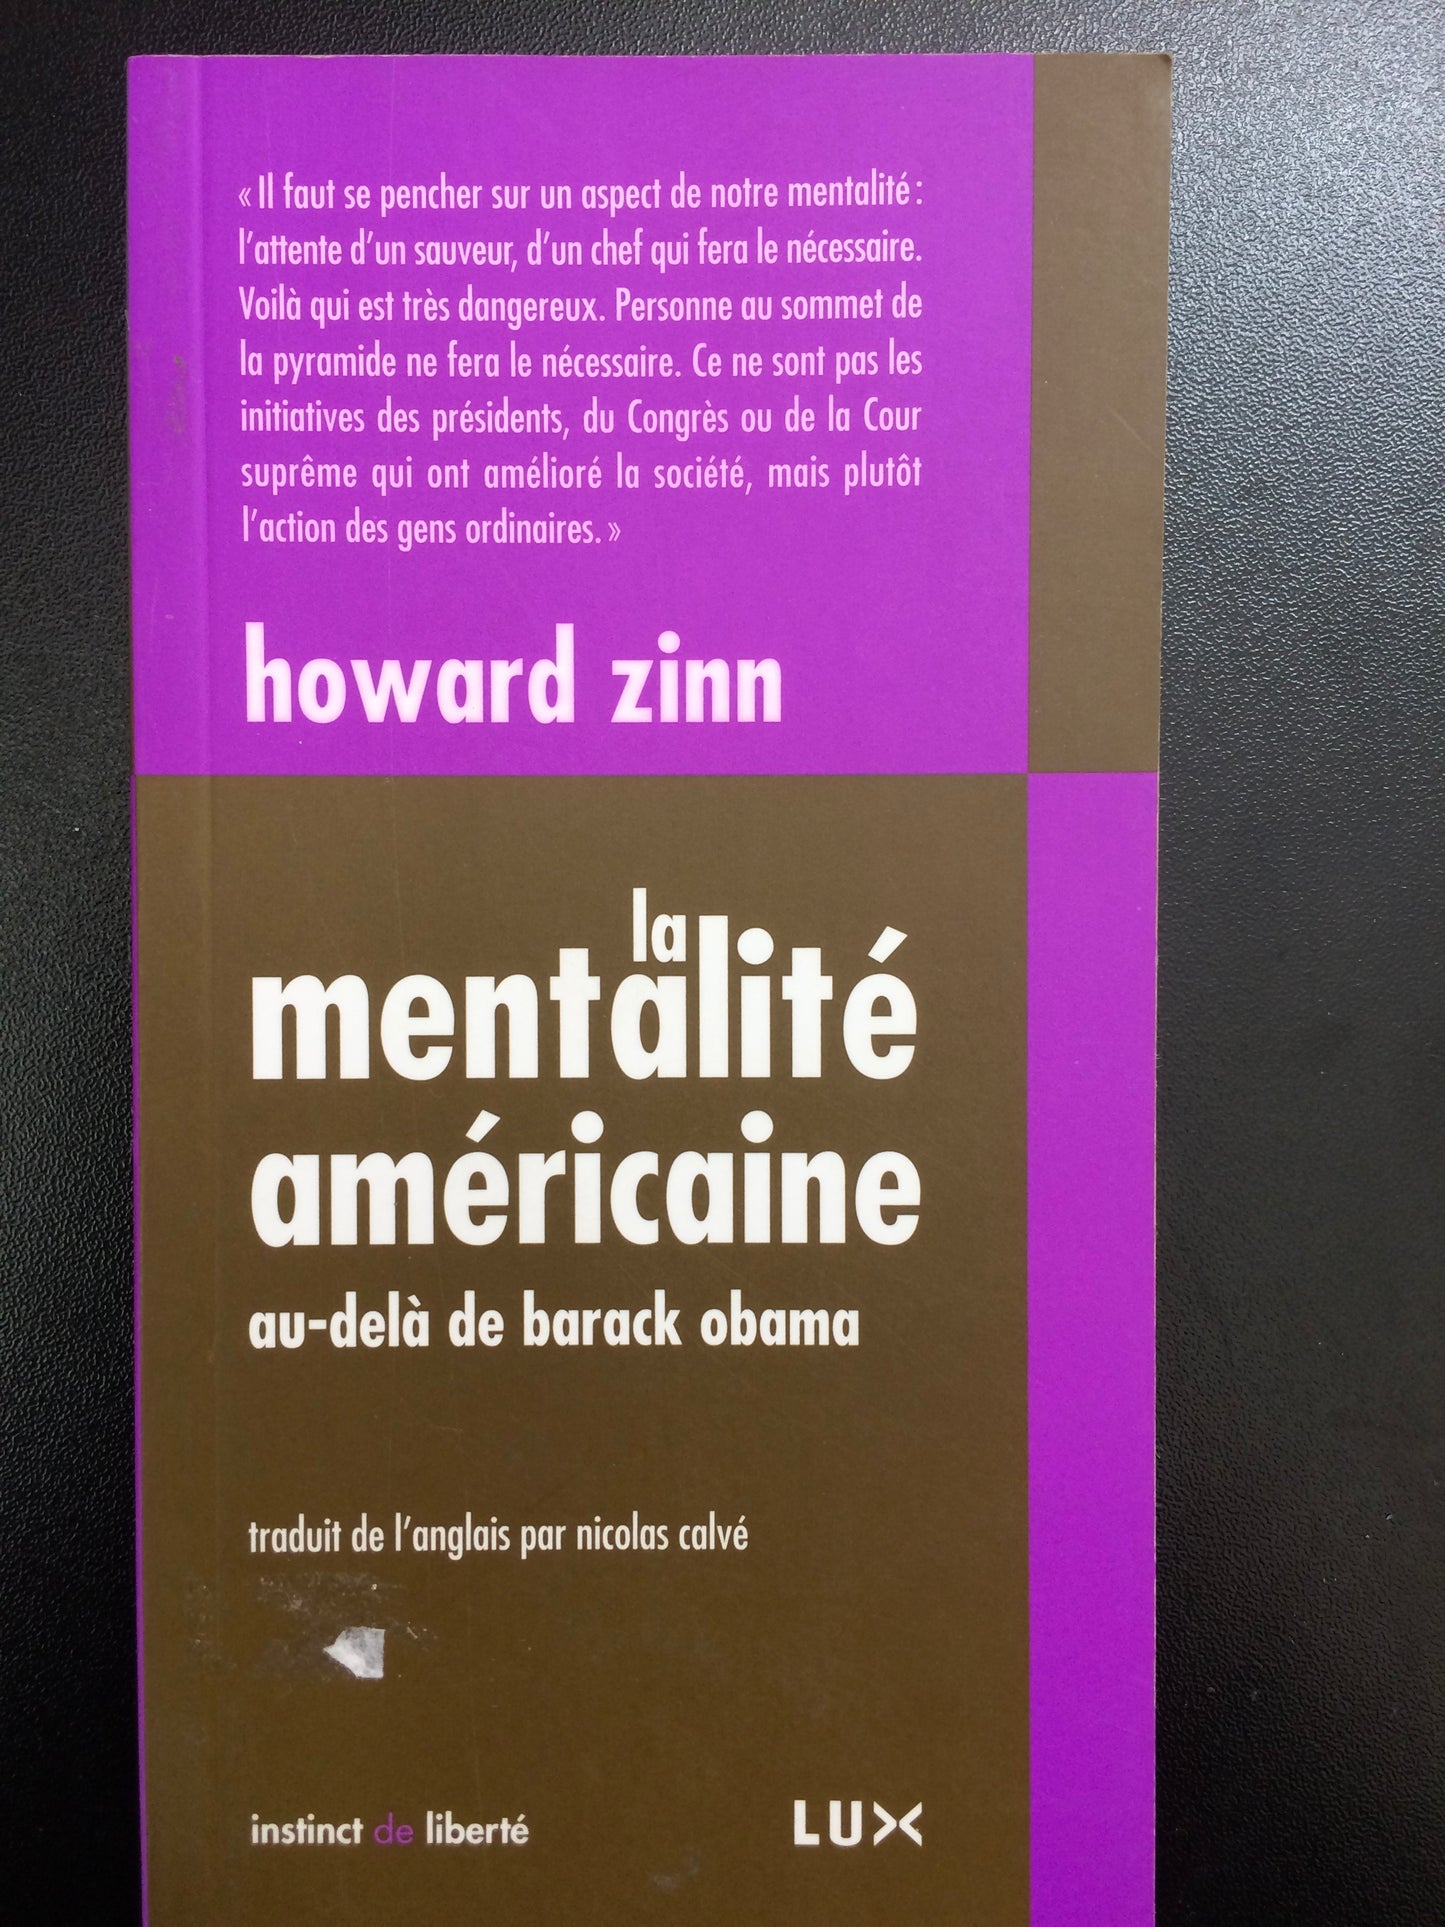 « Il faut se pencher sur un aspect de notre mentalité :
l'attente d'un sauveur, d'un chef qui fera le nécessaire.
Voilà qui est très dangereux. Personne au sommet de
la pyramide ne fera le nécessaire. Ce ne sont pas les
initiatives des présidents, du Congrès ou de la Cour
suprême qui ont amélioré la société, mais plutôt
l'action des gens ordinaires. »
howard zinn
la
mentalité
américaine
au-delà de barack obama
traduit de l'anglais par nicolas calvé
instinct de liberté
LUX